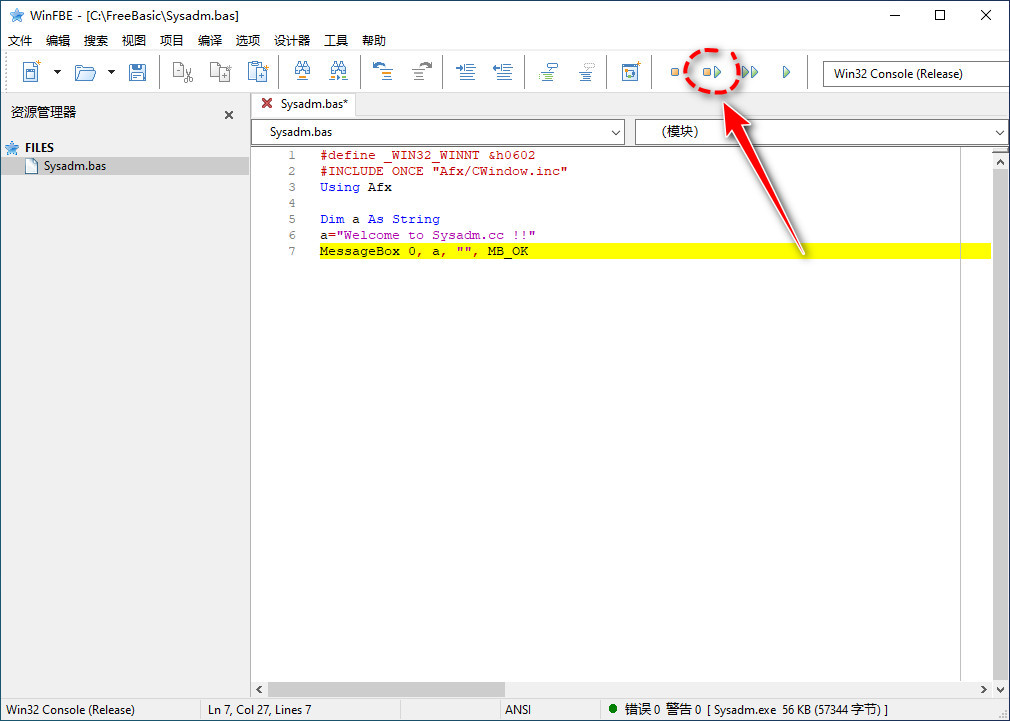 WinFBE - [C:\FreeBasic\Sysadm.bas]
文件 编辑 搜索 视图 项目 编译 选项 设计器 工具 帮助
Win32 Console (Release)
资源管理器
Sysadm.bas*
Sysadm.bas
(模块)
FILES
Sysadm.bas
1 #define _WIN32_WINNT &h0602
2 #INCLUDE ONCE "Afx/CWindow.inc"
3 Using Afx
4
5 Dim a As String
6 a="Welcome to Sysadm.cc !!"
7 MessageBox 0, a, "", MB_OK
Win32 Console (Release) Ln 7, Col 27, Lines 7 ANSI 错误 0 警告 0 [ Sysadm.exe 56 KB (57344 字节) ]